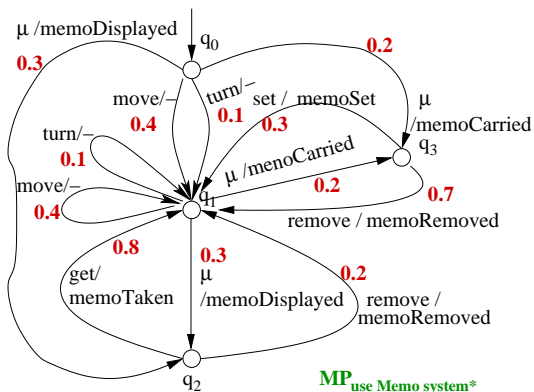 μ /memoDisplayed
q0
0.3
0.2
move/–
0.4
turn/–
0.1
set / memoSet
0.3
μ
/memoCarried
q3
turn/–
0.1
μ /menoCarried
0.2
0.7
move/–
0.4
q1
remove / memoRemoved
0.8
0.3
0.2
get/
memoTaken
μ
/memoDisplayed
remove /
memoRemoved
q2
MPuse Memo system*